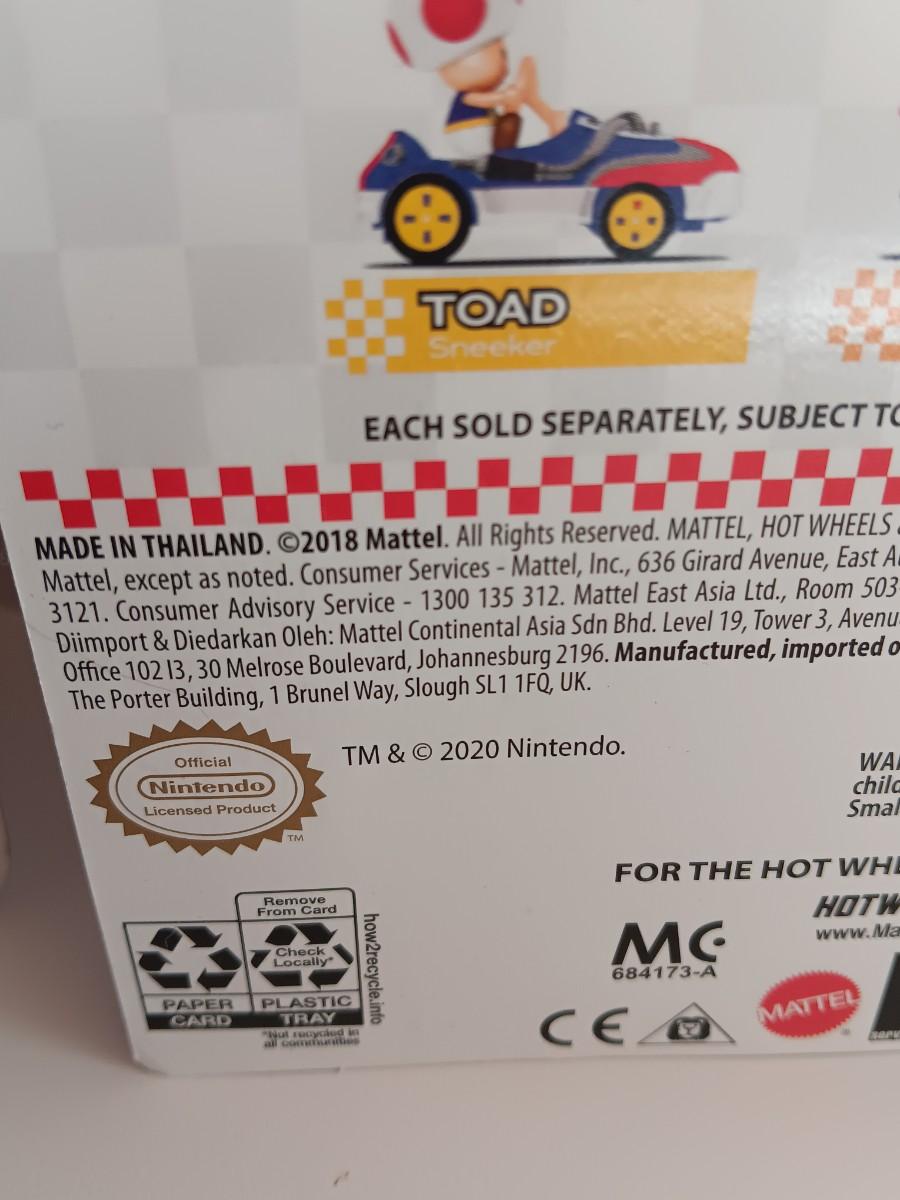 TOAD
Sneeker
EACH SOLD SEPARATELY, SUBJECT TO
MADE IN THAILAND. ©2018 Mattel. All Rights Reserved. MATTEL, HOT WHEELS
Mattel, except as noted. Consumer Services - Mattel, Inc., 636 Girard Avenue, East
3121. Consumer Advisory Service - 1300 135 312. Mattel East Asia Ltd., Room 503-
Diimport & Diedarkan Oleh: Mattel Continental Asia Sdn Bhd. Level 19, Tower 3, Avenu
Office 102 I3, 30 Melrose Boulevard, Johannesburg 2196. Manufactured, imported o
The Porter Building, 1 Brunel Way, Slough SL1 1FQ, UK.
Official
Nintendo
Licensed Product
TM
TM & © 2020 Nintendo.
WAR
child
Smal
FOR THE HOT WHE
HOTW
www.Ma
MC
684173-A
CE
MATTEL
Remove
From Card
Check
Locally*
PAPER
PLASTIC
CARD
TRAY
*Not recycled in
all communities
how2recycle.info